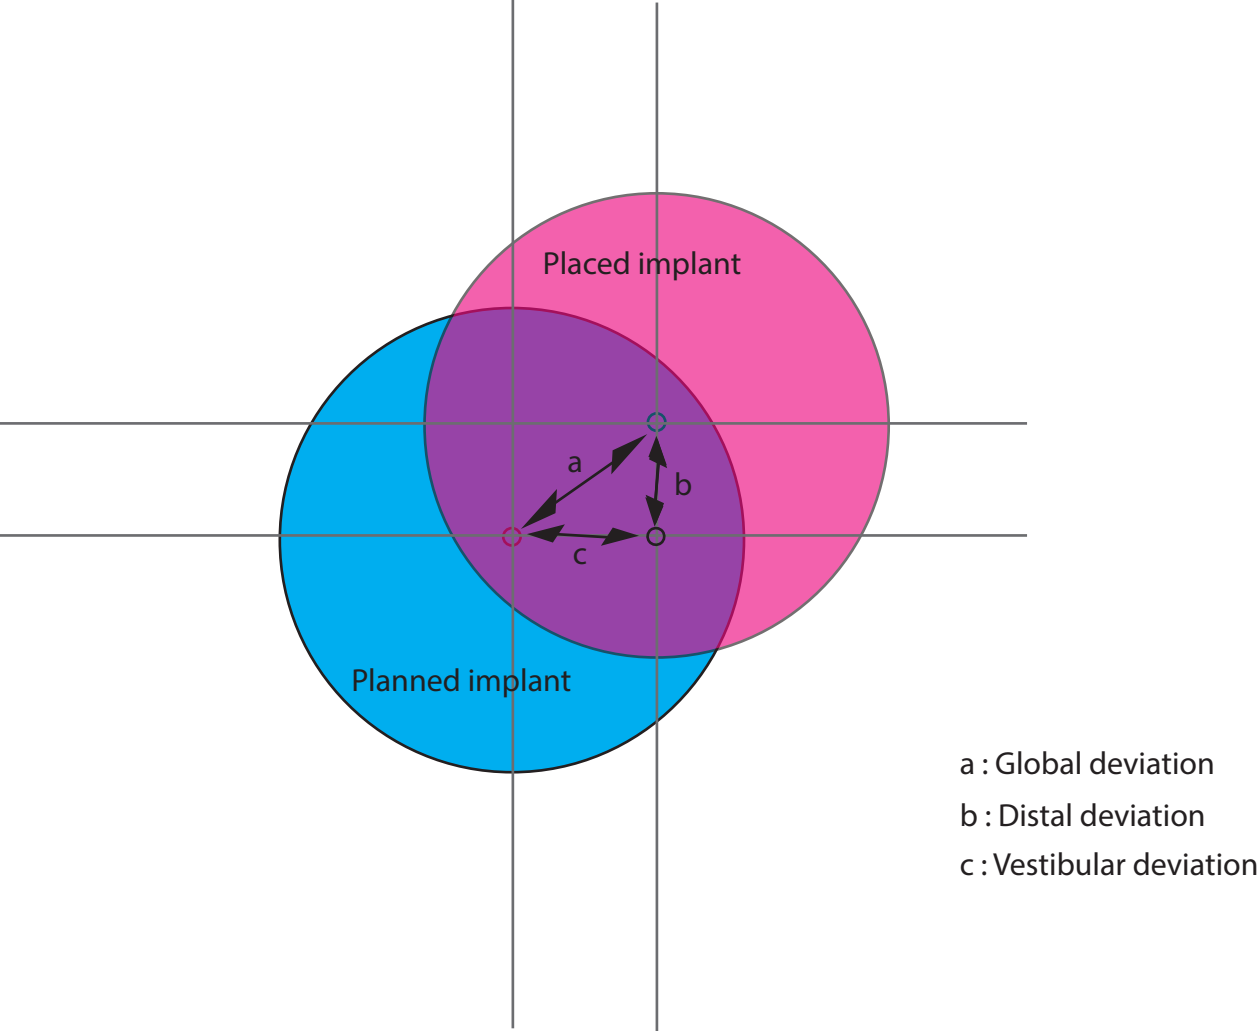 Placed implant
a
b
c
Planned implant
a : Global deviation
b : Distal deviation
c : Vestibular deviation